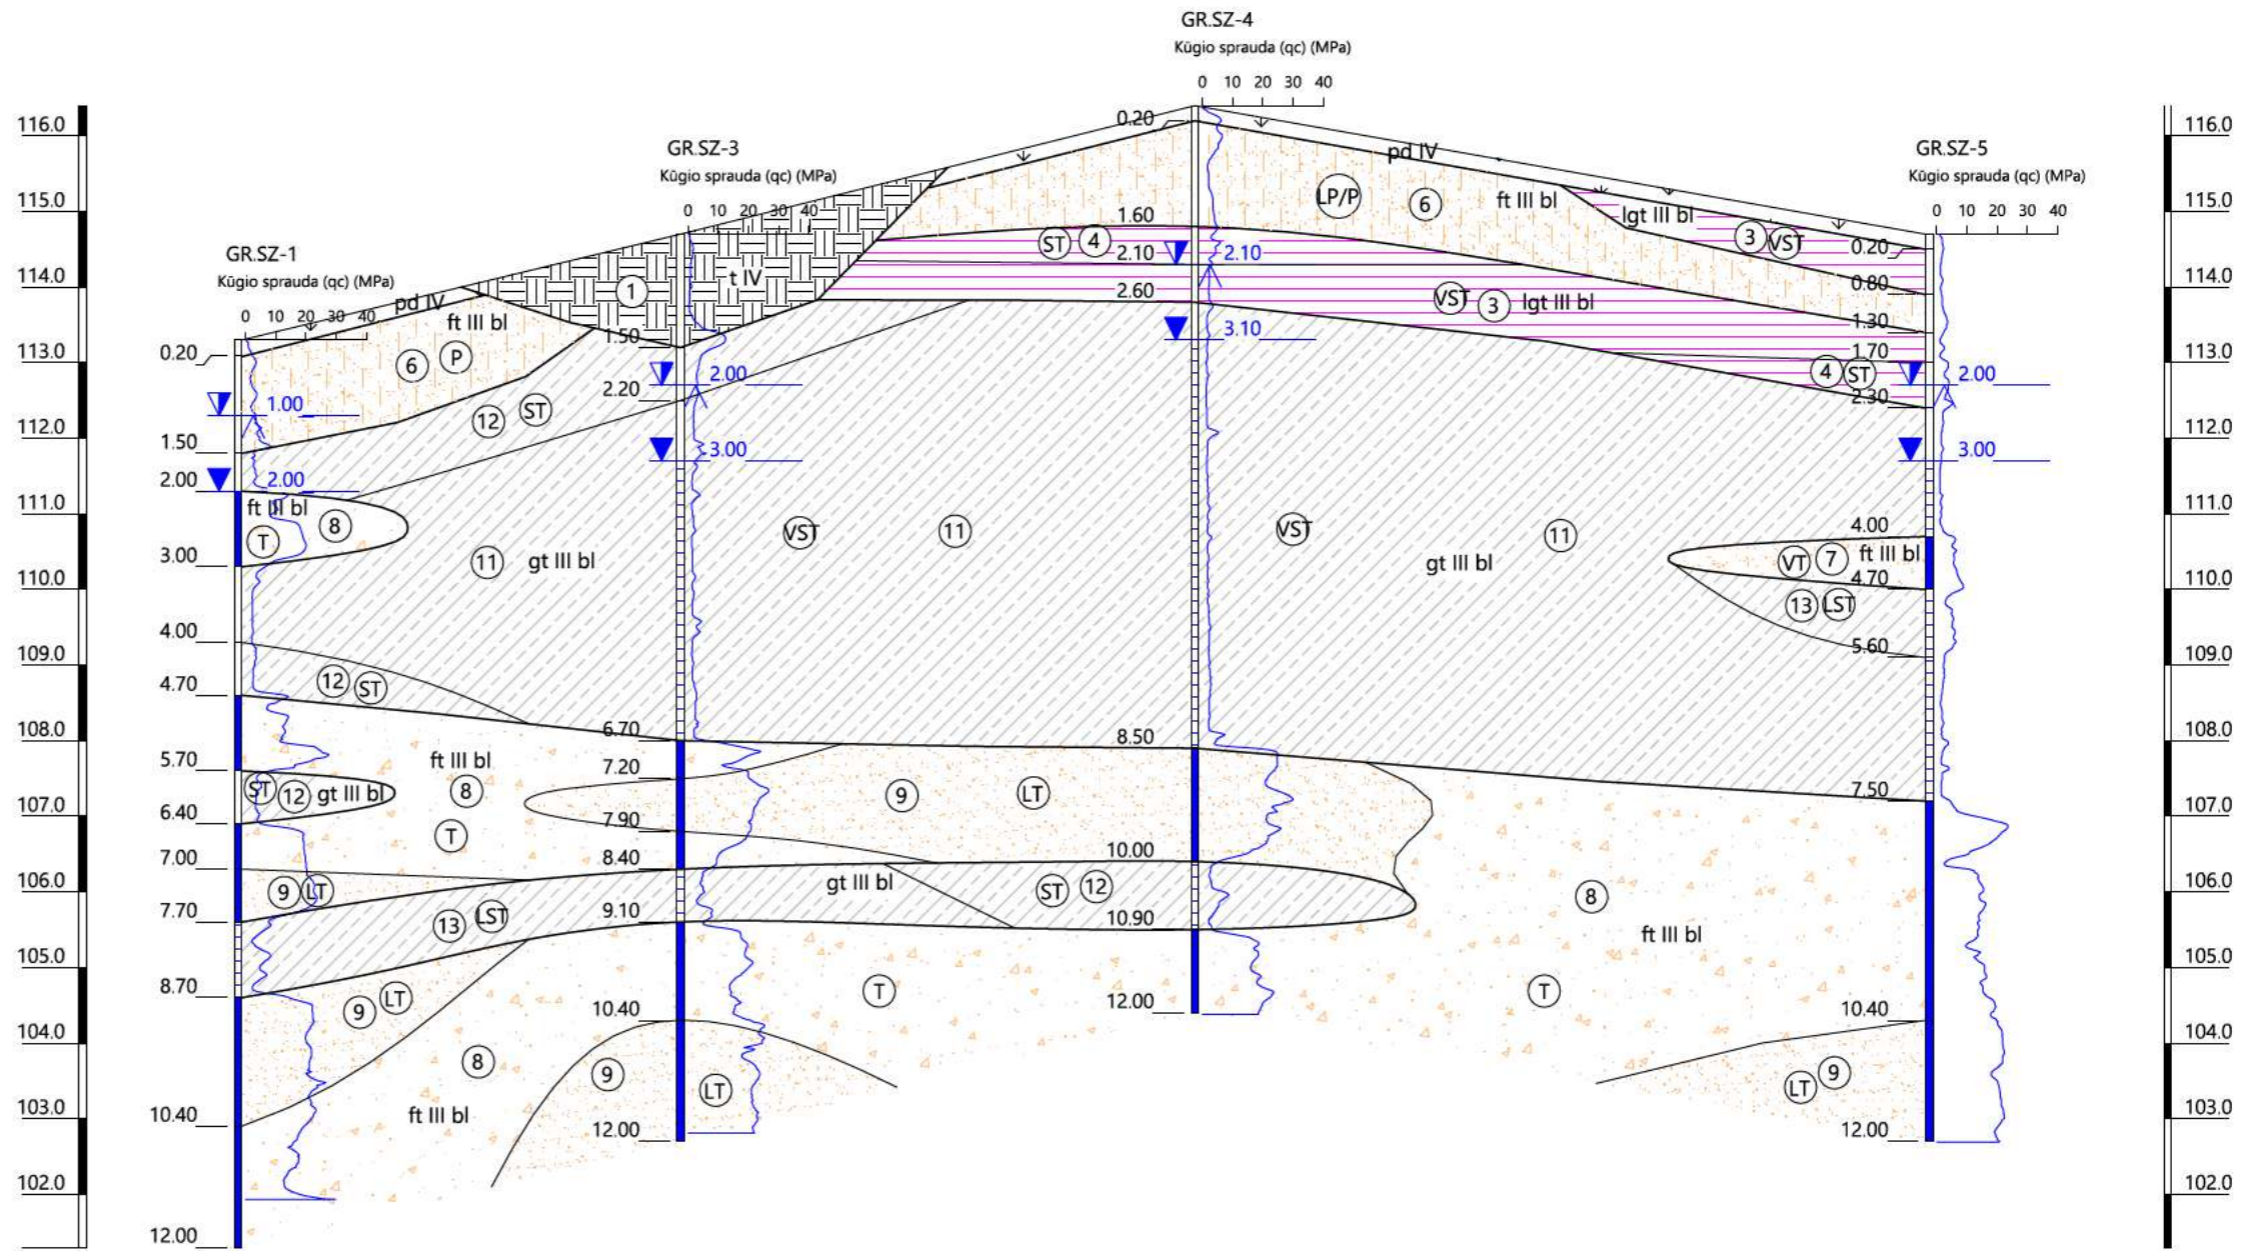 GR.SZ-4
Kūgio sprauda (qc) (MPa)
0 10 20 30 40
GR.SZ-3
Kūgio sprauda (qc) (MPa)
0 10 20 30 40
GR.SZ-5
Kūgio sprauda (qc) (MPa)
0 10 20 30 40
GR.SZ-1
Kūgio sprauda (qc) (MPa)
0 10 20 30 40
116.0
115.0
114.0
113.0
112.0
111.0
110.0
109.0
108.0
107.0
106.0
105.0
104.0
103.0
102.0
0.20
1.50
2.00
3.00
4.00
4.70
5.70
6.40
7.00
7.70
8.70
10.40
12.00
1.00
2.00
pd IV
ft III bl
6 P
12 ST
ft III bl
T 8
11 gt III bl
12 ST
ft III bl
8
ST 12 gt III bl
T
9 LT
13 LST
9 LT
8
ft III bl
1
t IV
1.50
2.20
6.70
7.20
7.90
8.40
9.10
10.40
12.00
2.00
3.00
VST 11
9 LT
gt III bl
ST 12
T
9
LT
0.20
1.60
2.10
2.60
8.50
10.00
10.90
12.00
2.10
3.10
ST 4
pd IV
LP/P 6
ft III bl
lgt III bl
3 VST
VST 3 lgt III bl
4 ST
VST 11
gt III bl
VT 7 ft III bl
13 LST
8
ft III bl
T
9
LT
0.20
0.80
1.30
1.70
2.30
4.00
4.70
5.60
7.50
10.40
12.00
2.00
3.00
116.0
115.0
114.0
113.0
112.0
111.0
110.0
109.0
108.0
107.0
106.0
105.0
104.0
103.0
102.0